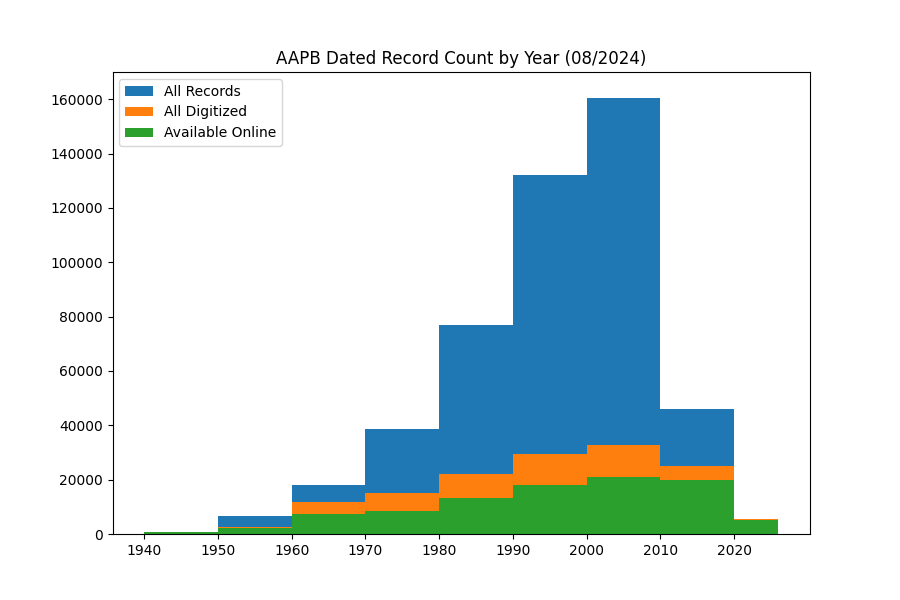 AAPB Dated Record Count by Year (08/2024)
All Records
All Digitized
Available Online
160000
140000
120000
100000
80000
60000
40000
20000
0
1940 1950 1960 1970 1980 1990 2000 2010 2020